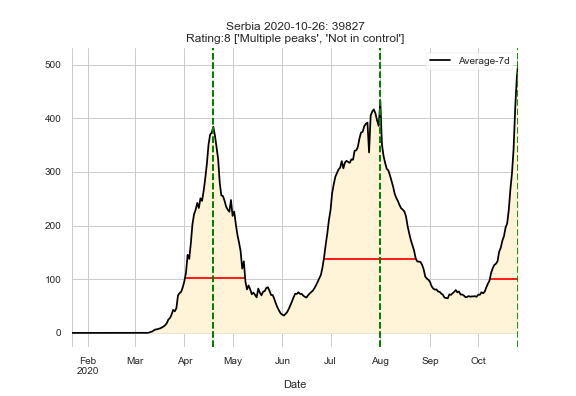 Serbia 2020-10-26: 39827
Rating:8 ['Multiple peaks', 'Not in control']
Average-7d
500
400
300
200
100
0
Feb
2020
Mar
Apr
May
Jun
Jul
Aug
Sep
Oct
Date